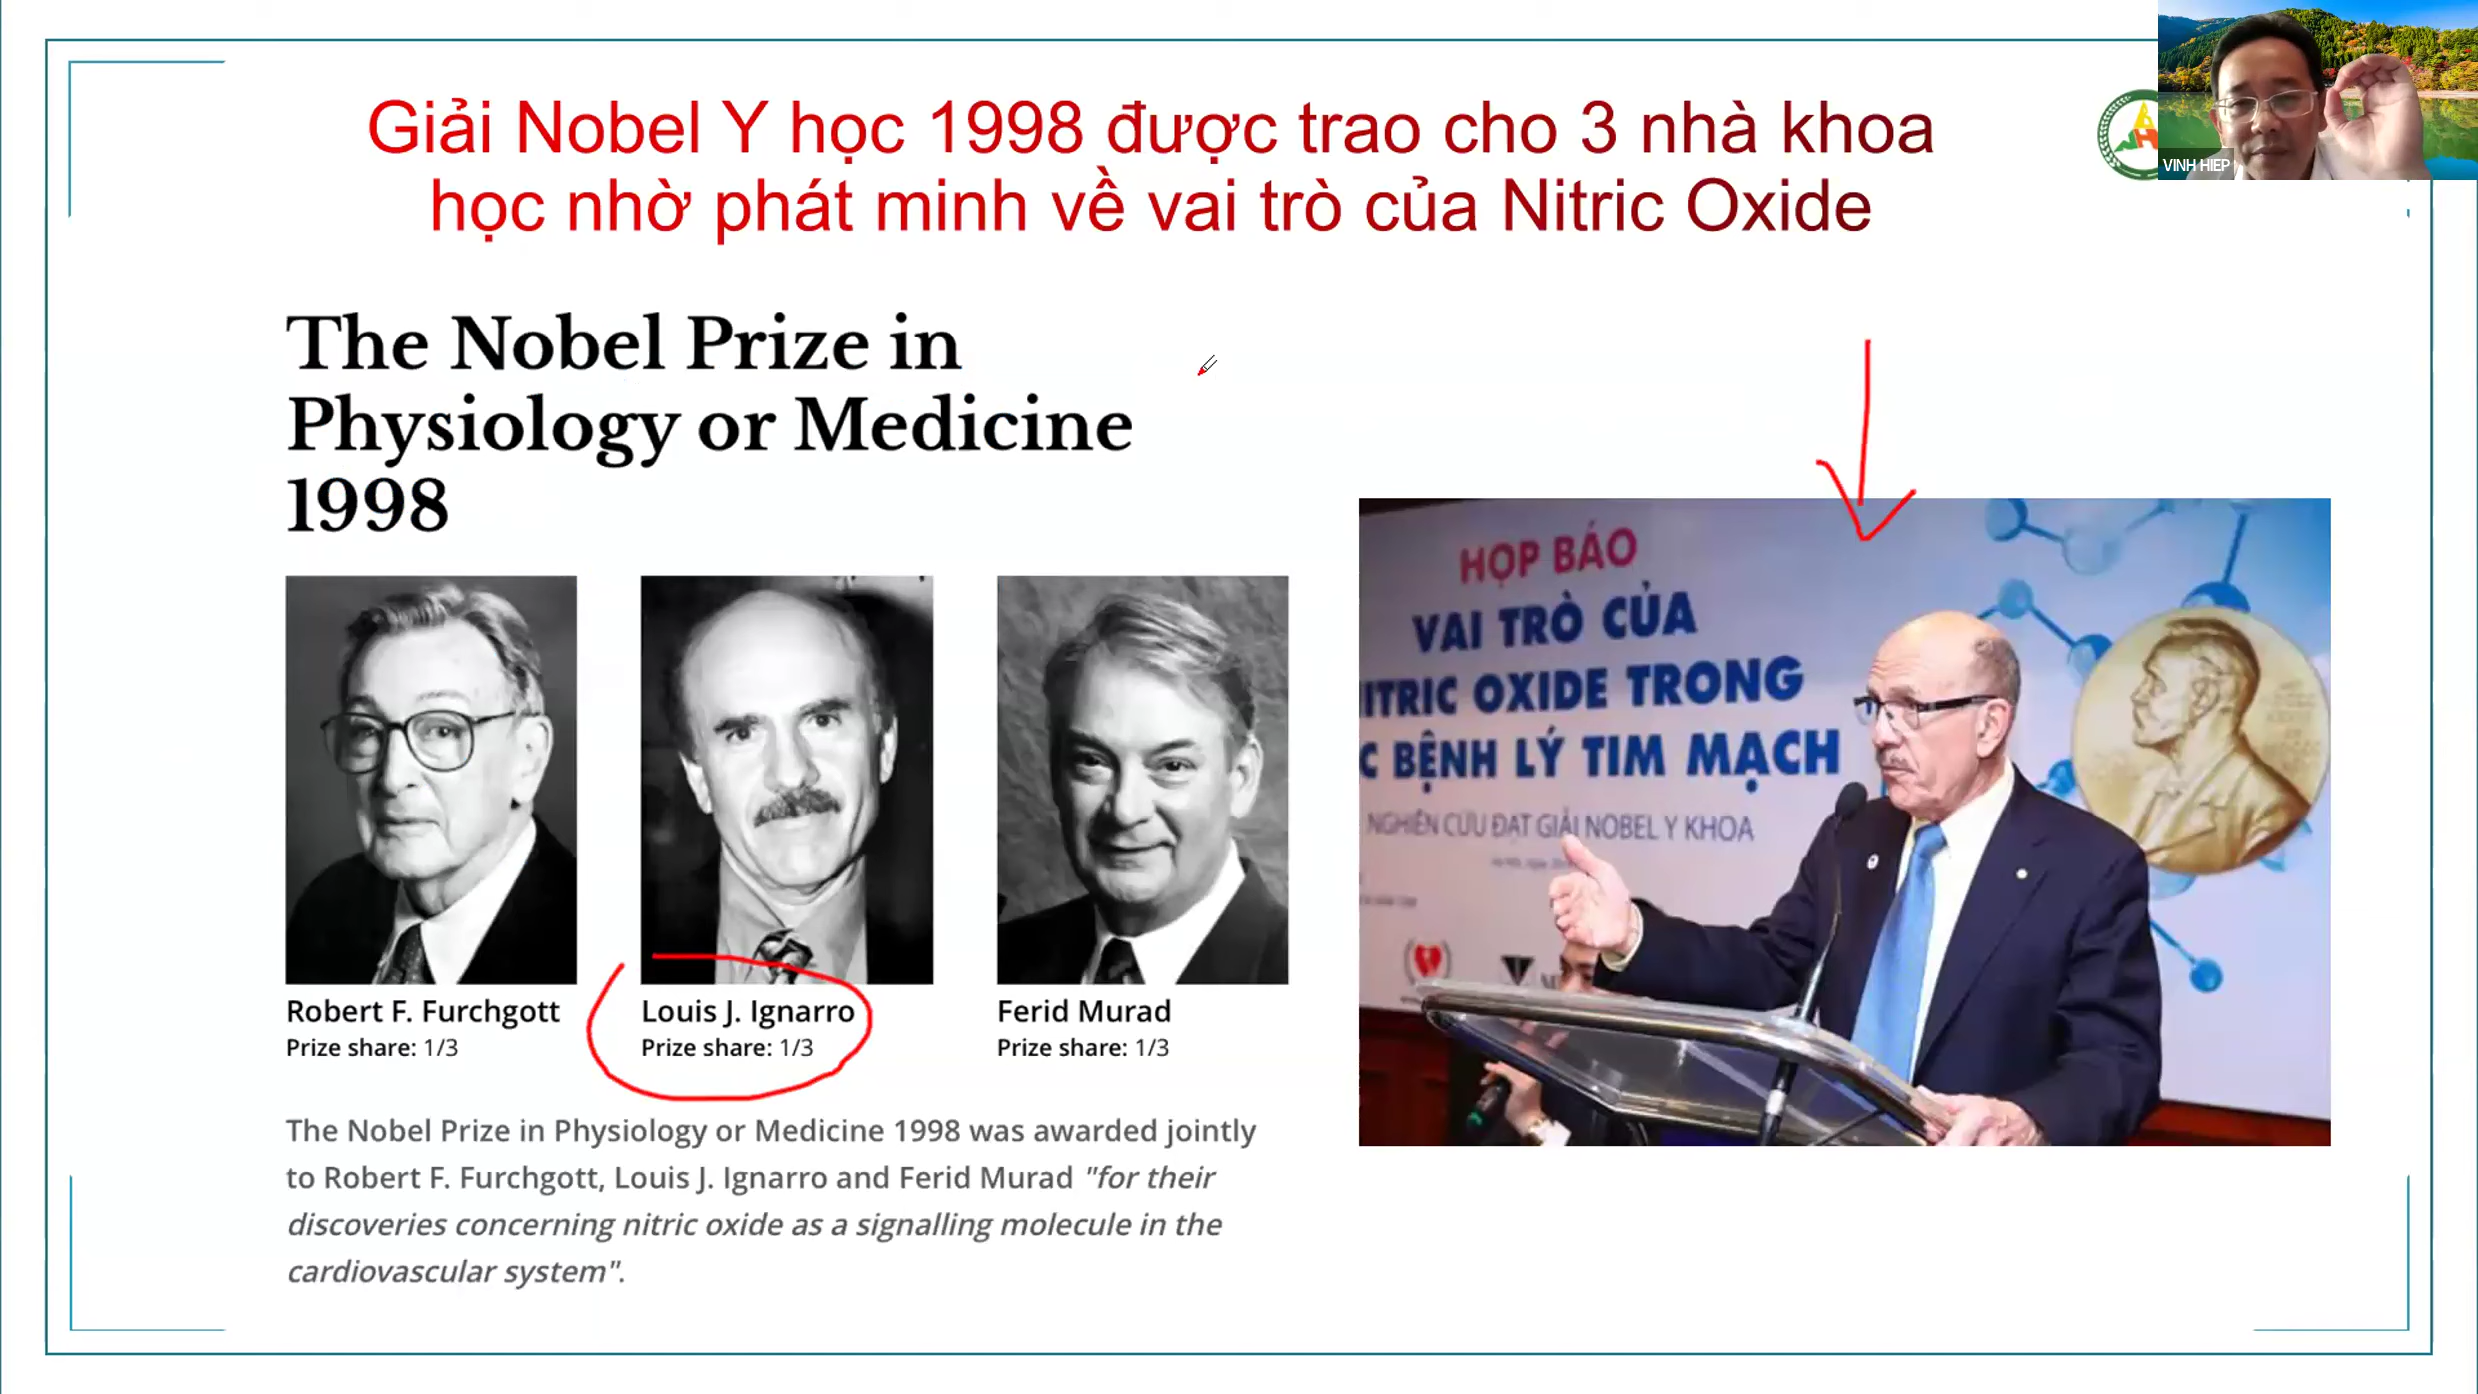 Giải Nobel Y học 1998 được trao cho 3 nhà khoa
học nhờ phát minh về vai trò của Nitric Oxide
VINH HIEP
The Nobel Prize in
Physiology or Medicine
1998
Robert F. Furchgott
Prize share: 1/3
Louis J. Ignarro
Prize share: 1/3
Ferid Murad
Prize share: 1/3
The Nobel Prize in Physiology or Medicine 1998 was awarded jointly
to Robert F. Furchgott, Louis J. Ignarro and Ferid Murad "for their
discoveries concerning nitric oxide as a signalling molecule in the
cardiovascular system".
HỌP BÁO
VAI TRÒ CỦA
ITRIC OXIDE TRONG
C BỆNH LÝ TIM MẠCH
NGHIÊN CỨU ĐẠT GIẢI NOBEL Y KHOA